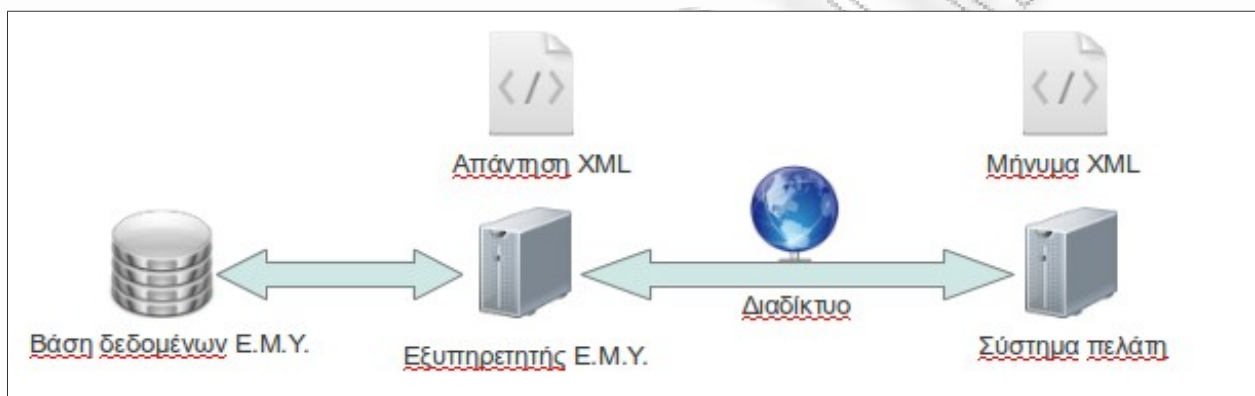 Απάντηση XML
Μήνυμα XML
Διαδίκτυο
Βάση δεδομένων Ε.Μ.Υ.
Εξυπηρετητής Ε.Μ.Υ.
Σύστημα πελάτη